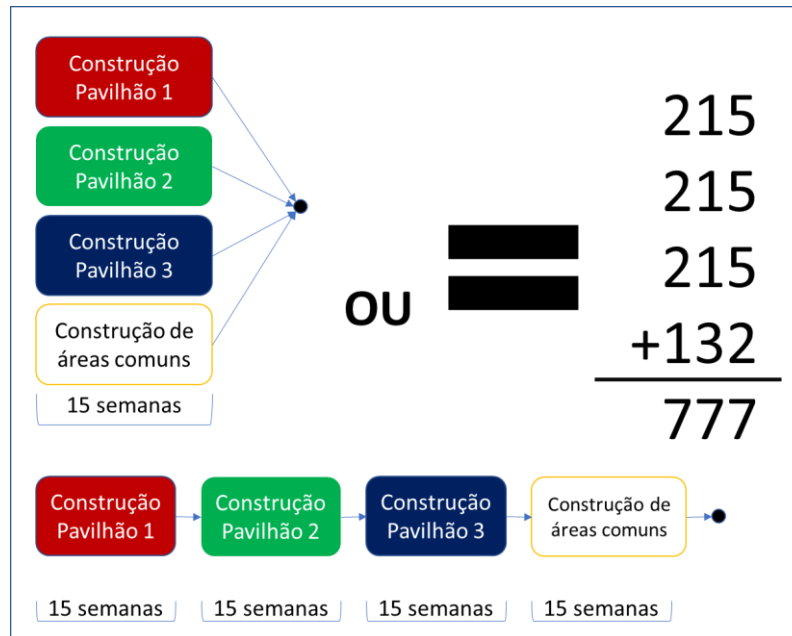 Construção
Pavilhão 1
Construção
Pavilhão 2
Construção
Pavilhão 3
Construção de
áreas comuns
15 semanas
OU
215
215
215
+132
777
Construção
Pavilhão 1
Construção
Pavilhão 2
Construção
Pavilhão 3
Construção de
áreas comuns
15 semanas
15 semanas
15 semanas
15 semanas